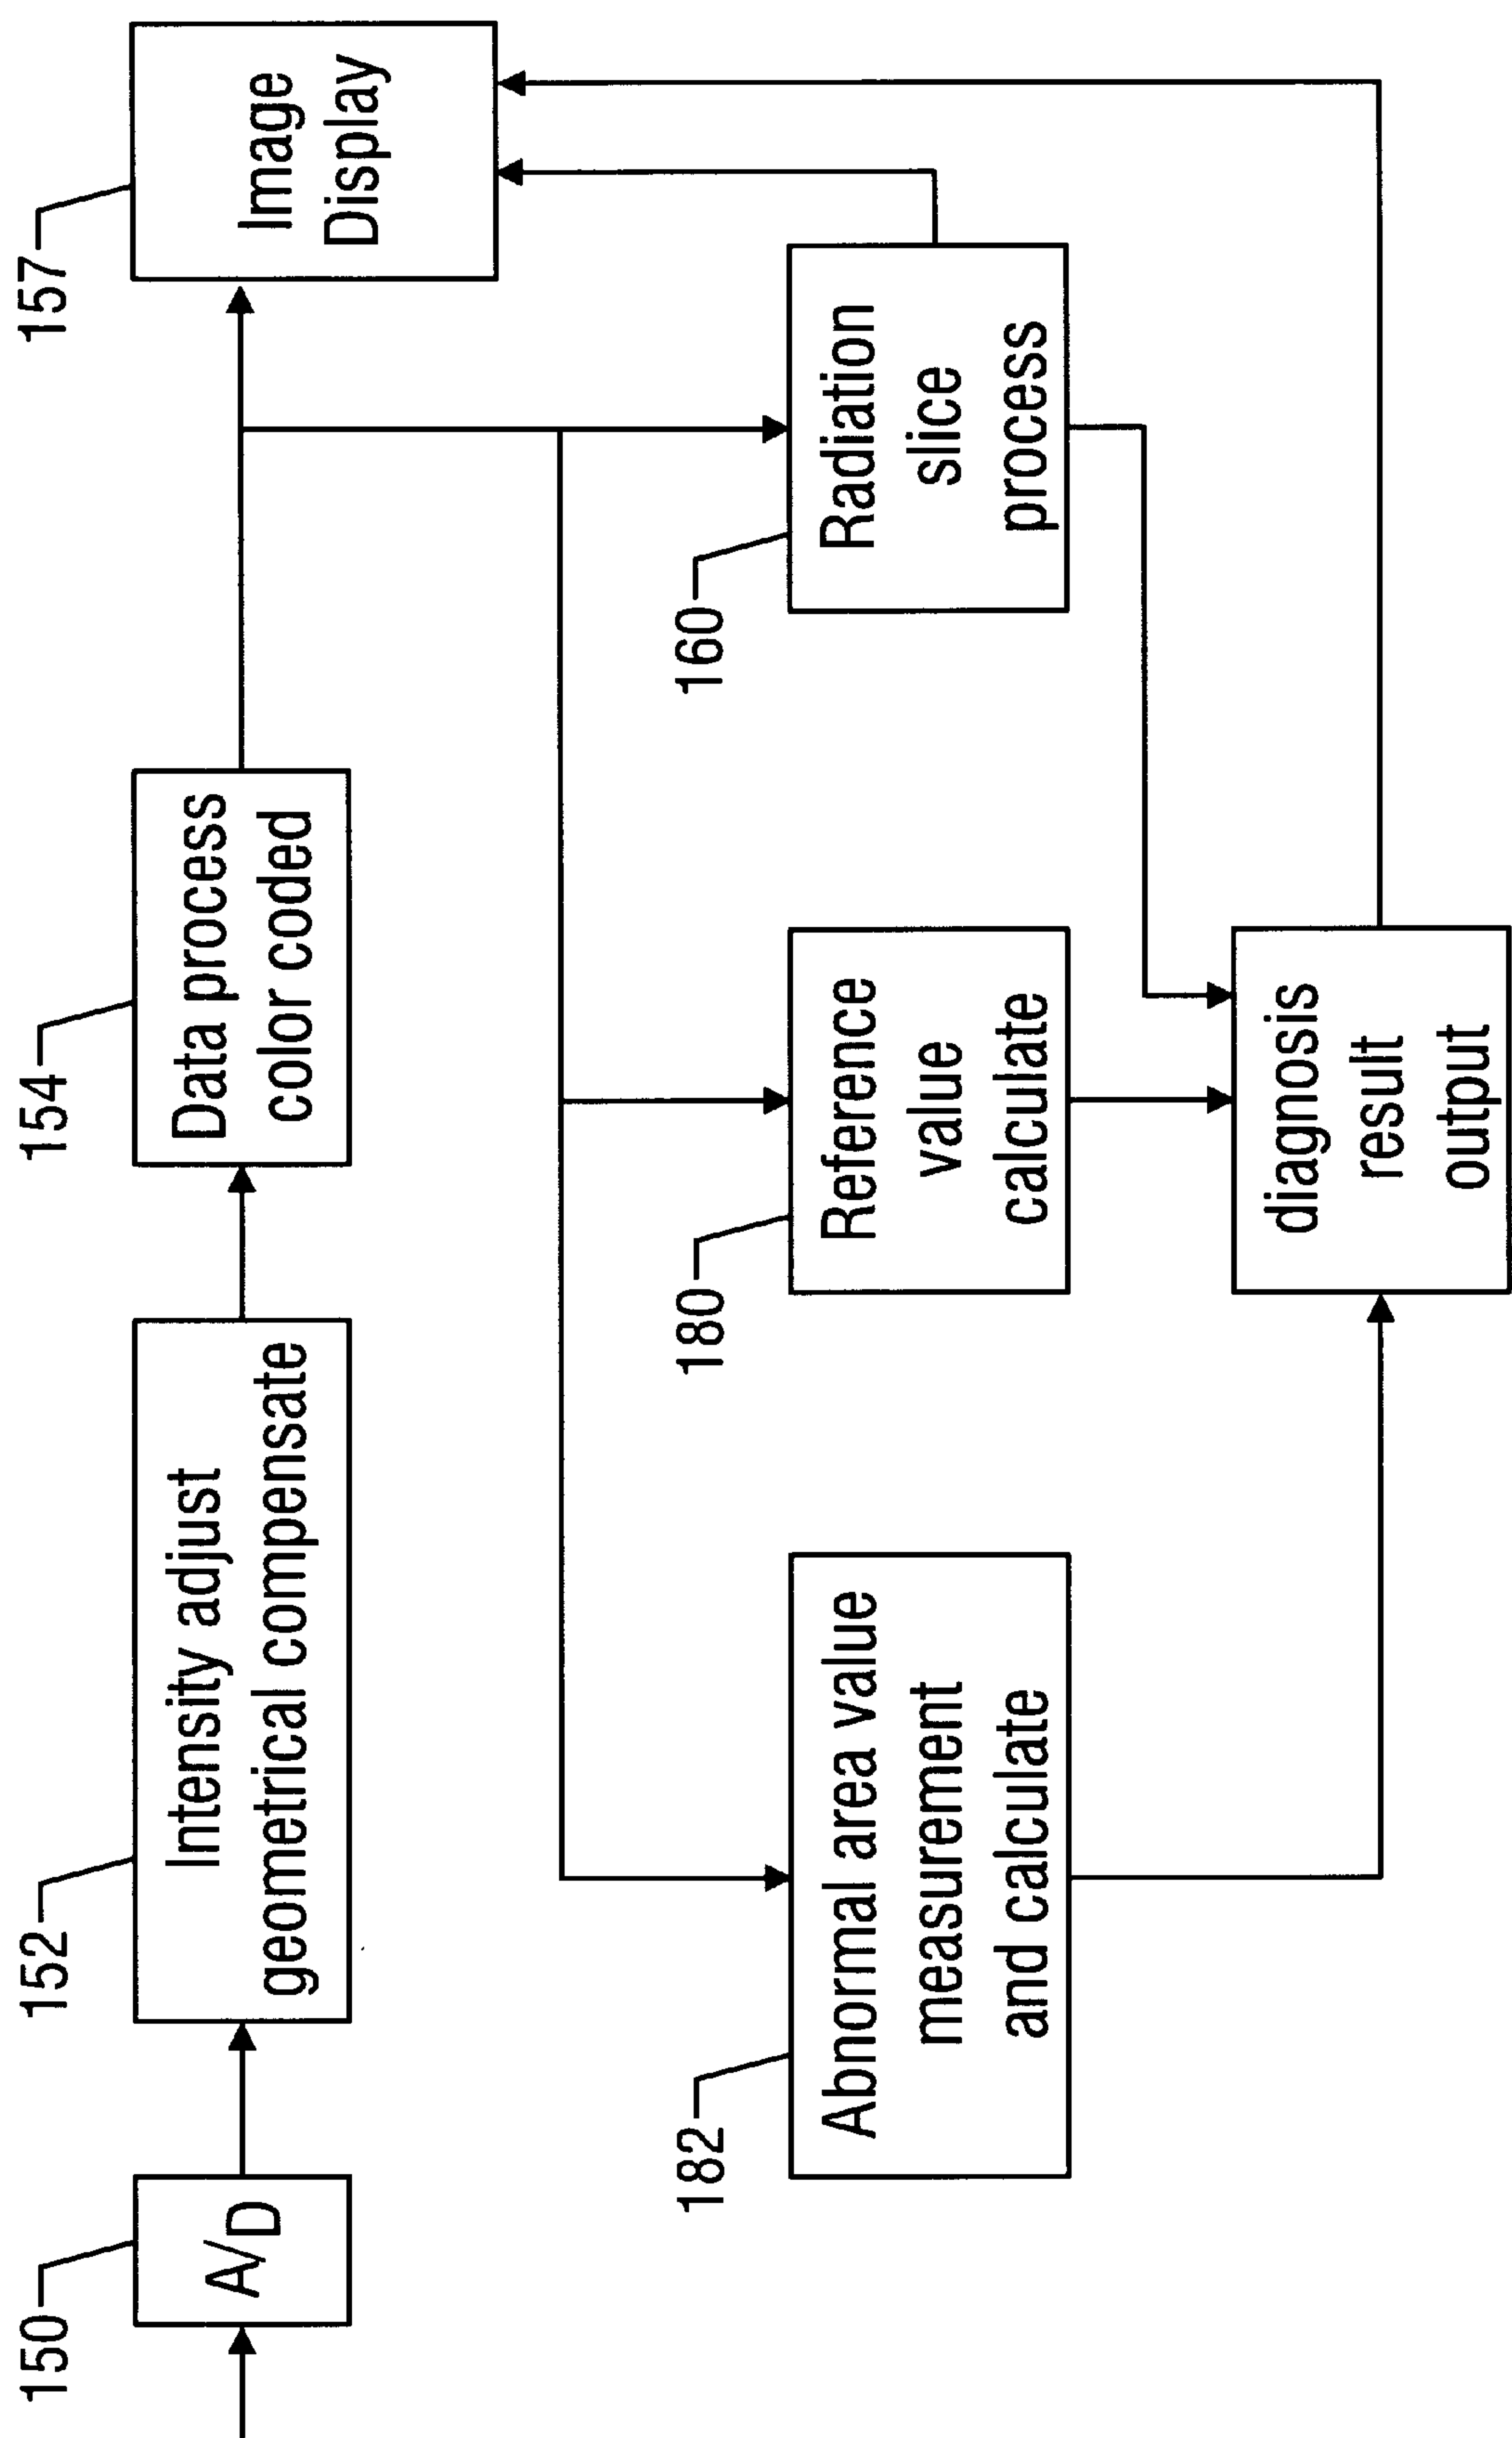 150
A/D
152
Intensity adjust
geometrical compensate
154
Data process
color coded
157
Image
Display
182
Abnormal area value
measurement
and calculate
180
Reference
value
calculate
160
Radiation
slice
process
diagnosis
result
output